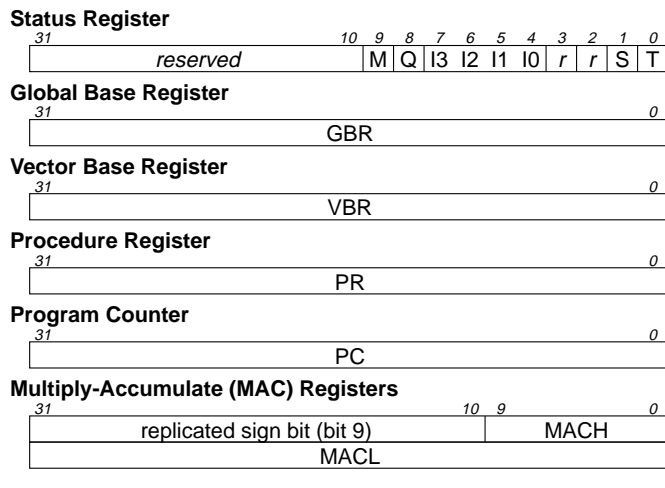 Status Register
31 10 9 8 7 6 5 4 3 2 1 0
reserved M Q I3 I2 I1 I0 r r S T
Global Base Register
31 0
GBR
Vector Base Register
31 0
VBR
Procedure Register
31 0
PR
Program Counter
31 0
PC
Multiply-Accumulate (MAC) Registers
31 10 9 0
replicated sign bit (bit 9) MACH
MACL